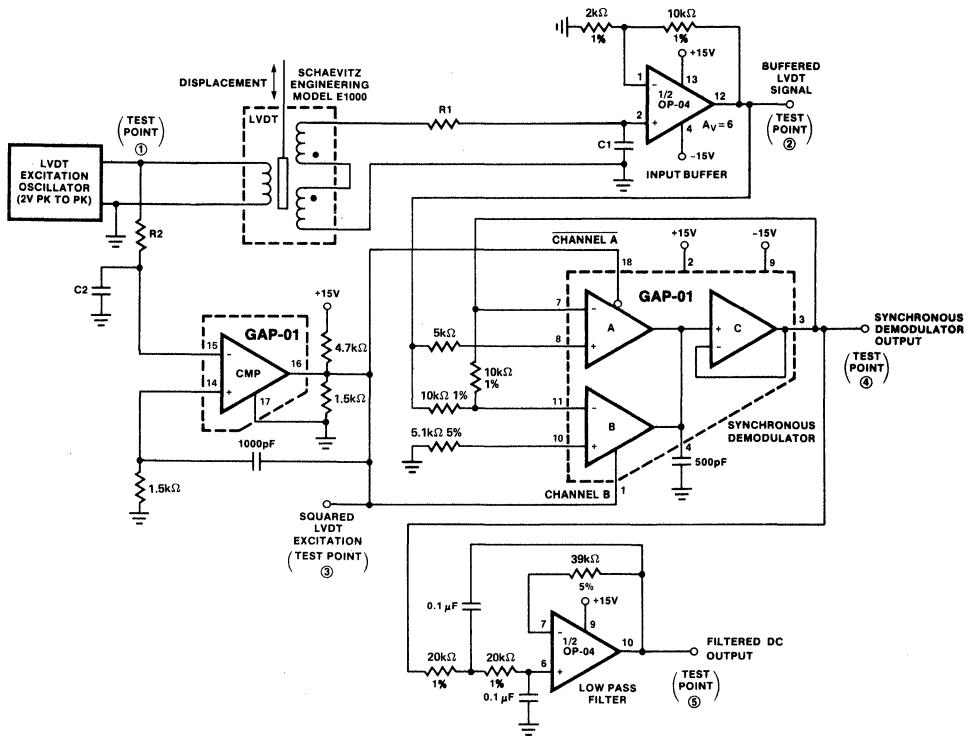 2kΩ
1%
10kΩ
1%
+15V
1
−
13
1/2
OP-04
12
2
+
4
AV = 6
−15V
INPUT BUFFER
BUFFERED
LVDT
SIGNAL
(TEST
POINT)
②
DISPLACEMENT
SCHAEVITZ
ENGINEERING
MODEL E1000
LVDT
R1
C1
(TEST
POINT)
①
LVDT
EXCITATION
OSCILLATOR
(2V PK TO PK)
R2
C2
+15V
GAP-01
4.7kΩ
15
−
16
CMP
14
+
17
1.5kΩ
1000pF
1.5kΩ
SQUARED
LVDT
EXCITATION
(TEST POINT)
③
CHANNEL A
18
+15V
2
−15V
9
GAP-01
7
−
A
8
+
5kΩ
10kΩ
1%
10kΩ 1%
11
−
B
10
+
5.1kΩ 5%
+
C
−
3
SYNCHRONOUS
DEMODULATOR
4
500pF
CHANNEL B
1
SYNCHRONOUS
DEMODULATOR
OUTPUT
(TEST
POINT)
④
39kΩ
5%
+15V
0.1 µF
7
−
9
1/2
OP-04
10
6
+
20kΩ
1%
20kΩ
1%
0.1 µF
LOW PASS
FILTER
FILTERED DC
OUTPUT
(TEST
POINT)
⑤